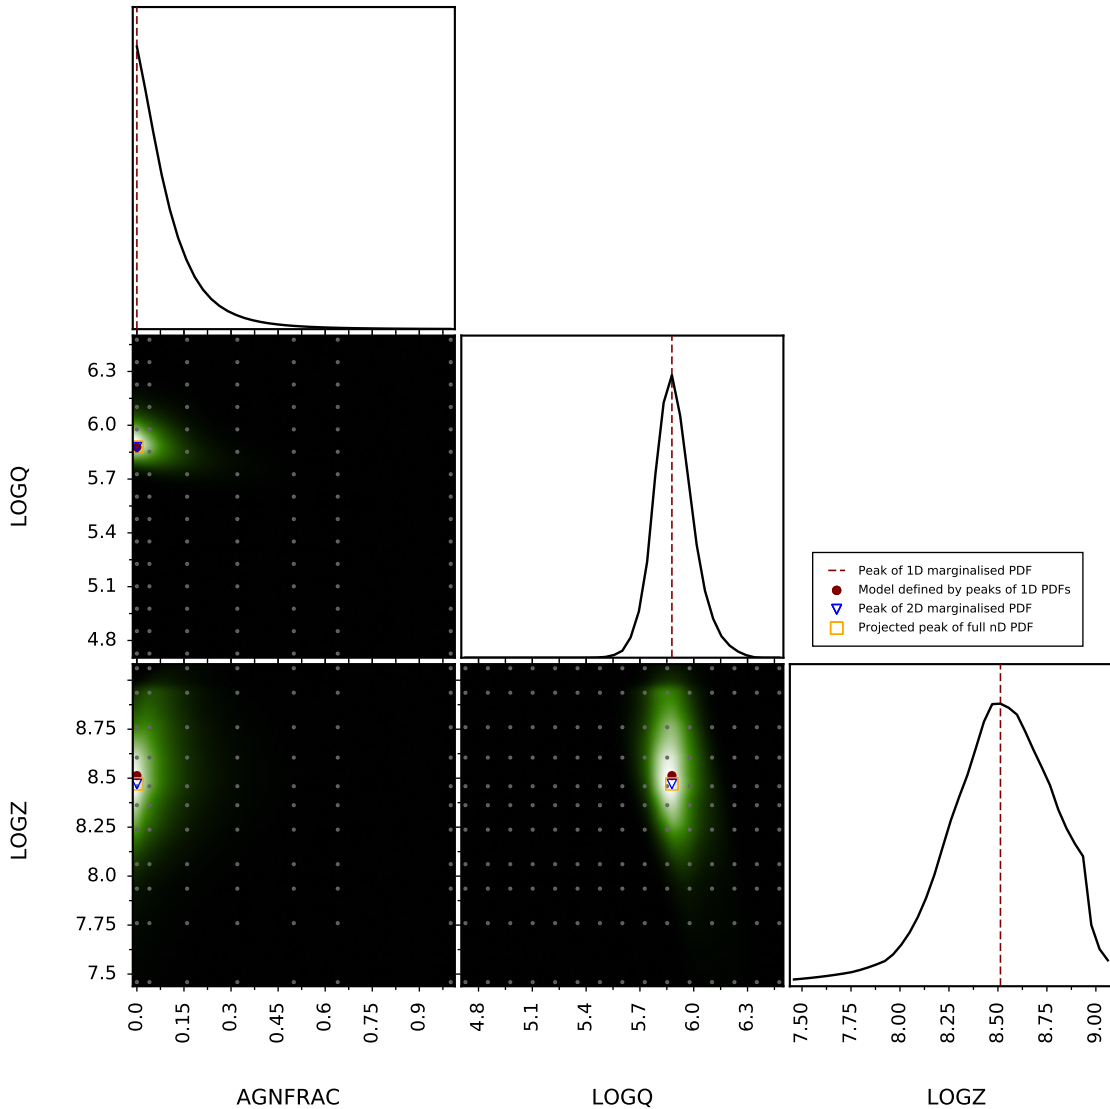 LOGQ
6.3
6.0
5.7
5.4
5.1
4.8
Peak of 1D marginalised PDF
Model defined by peaks of 1D PDFs
Peak of 2D marginalised PDF
Projected peak of full nD PDF
LOGZ
8.75
8.5
8.25
8.0
7.75
7.5
0.0 0.15 0.3 0.45 0.6 0.75 0.9
4.8 5.1 5.4 5.7 6.0 6.3
7.50 7.75 8.00 8.25 8.50 8.75 9.00
AGNFRAC
LOGQ
LOGZ